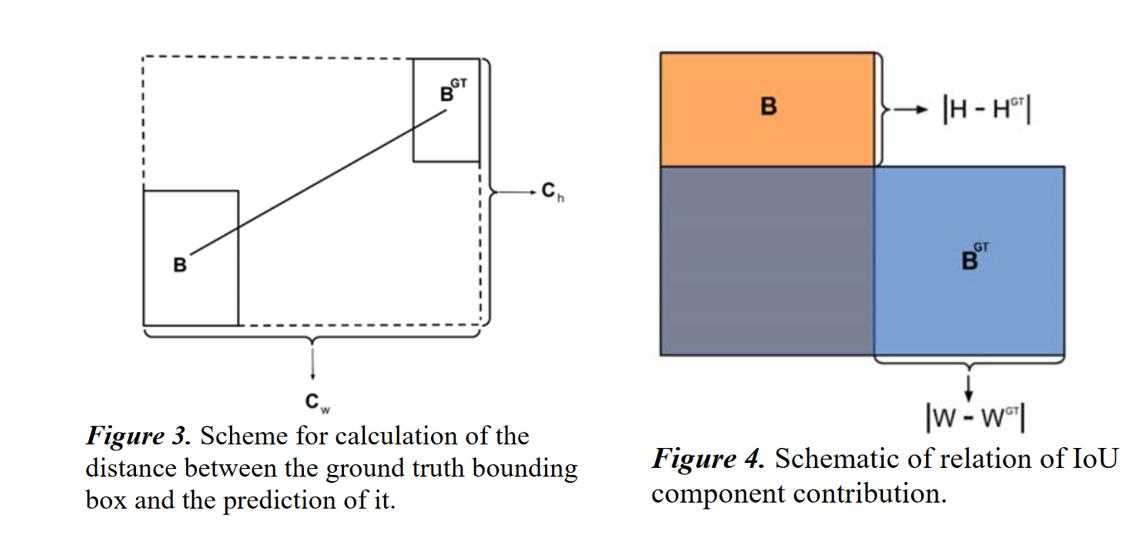 B^GT
B
C_h
C_w
Figure 3. Scheme for calculation of the
distance between the ground truth bounding
box and the prediction of it.
B
|H - H^GT|
B^GT
|W - W^GT|
Figure 4. Schematic of relation of IoU
component contribution.